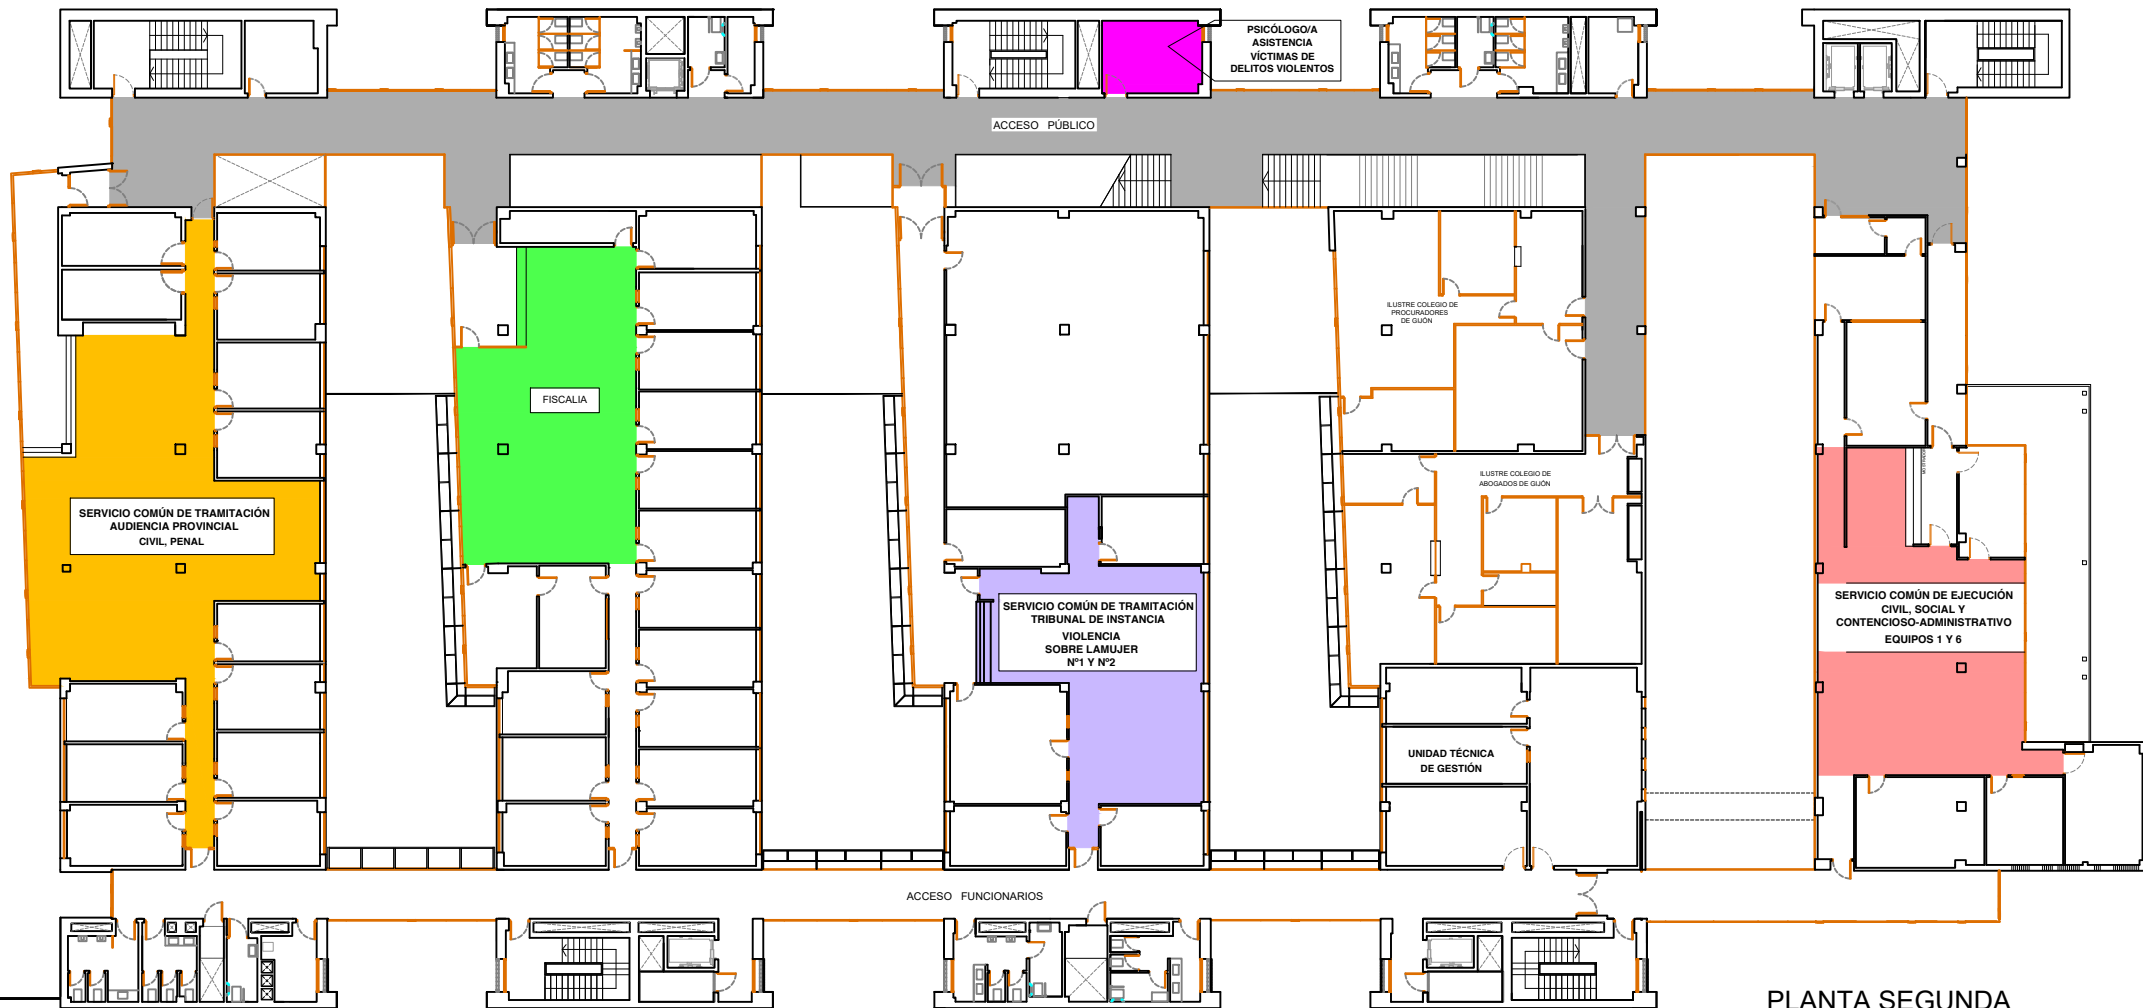 PSICÓLOGO/A
ASISTENCIA
VÍCTIMAS DE
DELITOS VIOLENTOS
ACCESO PÚBLICO
ILUSTRE COLEGIO DE
PROCURADORES
DE GIJÓN
FISCALIA
ILUSTRE COLEGIO DE
ABOGADOS DE GIJÓN
SERVICIO COMÚN DE TRAMITACIÓN
AUDIENCIA PROVINCIAL
CIVIL, PENAL
SERVICIO COMÚN DE TRAMITACIÓN
TRIBUNAL DE INSTANCIA
VIOLENCIA
SOBRE LAMUJER
Nº1 Y Nº2
SERVICIO COMÚN DE EJECUCIÓN
CIVIL, SOCIAL Y
CONTENCIOSO-ADMINISTRATIVO
EQUIPOS 1 Y 6
UNIDAD TÉCNICA
DE GESTIÓN
ACCESO FUNCIONARIOS
PLANTA SEGUNDA